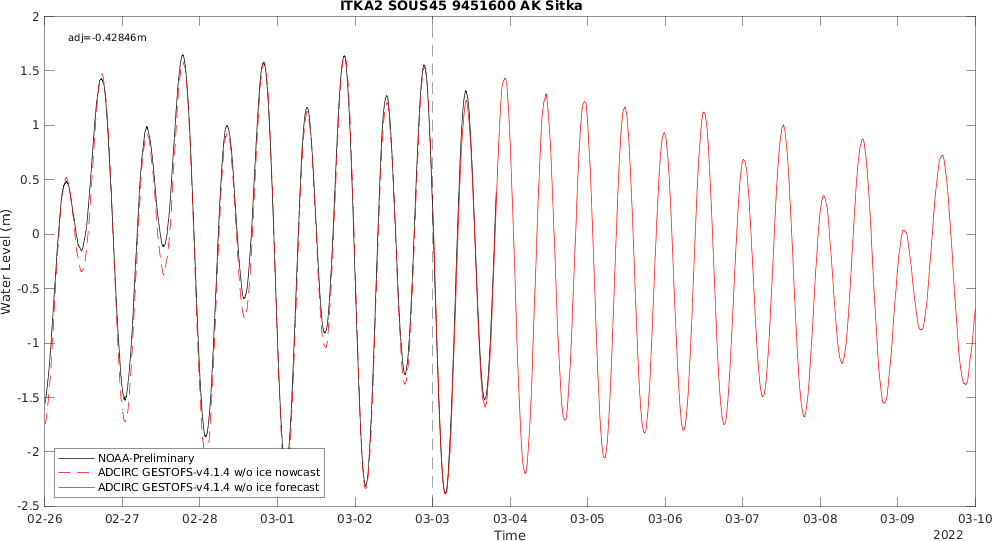 ITKA2 SOUS45 9451600 AK Sitka
adj=-0.42846m
Water Level (m)
2
1.5
1
0.5
0
-0.5
-1
-1.5
-2
-2.5
NOAA-Preliminary
ADCIRC GESTOFS-v4.1.4 w/o ice nowcast
ADCIRC GESTOFS-v4.1.4 w/o ice forecast
02-26 02-27 02-28 03-01 03-02 03-03 03-04 03-05 03-06 03-07 03-08 03-09 03-10
Time
2022